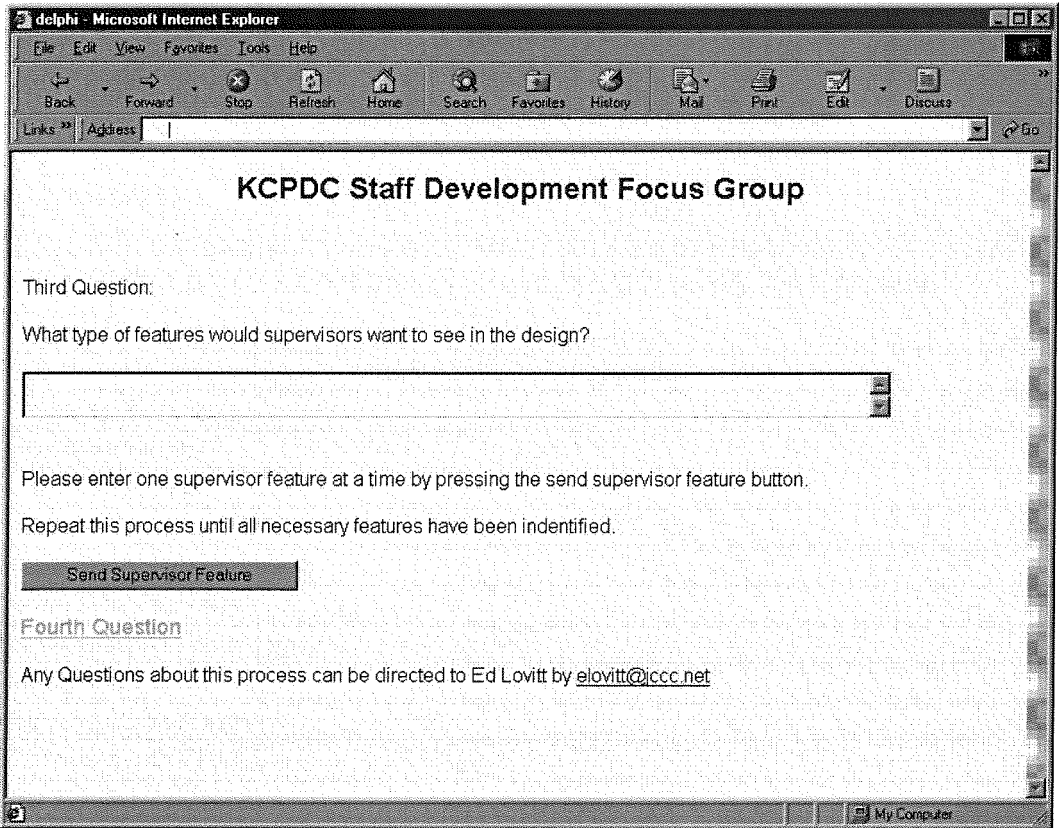 delphi - Microsoft Internet Explorer
File Edit View Favorites Tools Help
Back Forward Stop Refresh Home Search Favorites History Mail Print Edit Discuss »
Links » Address Go
KCPDC Staff Development Focus Group
Third Question:
What type of features would supervisors want to see in the design?
Please enter one supervisor feature at a time by pressing the send supervisor feature button.
Repeat this process until all necessary features have been indentified.
Send Supervisor Feature
Fourth Question
Any Questions about this process can be directed to Ed Lovitt by elovitt@jccc.net
My Computer